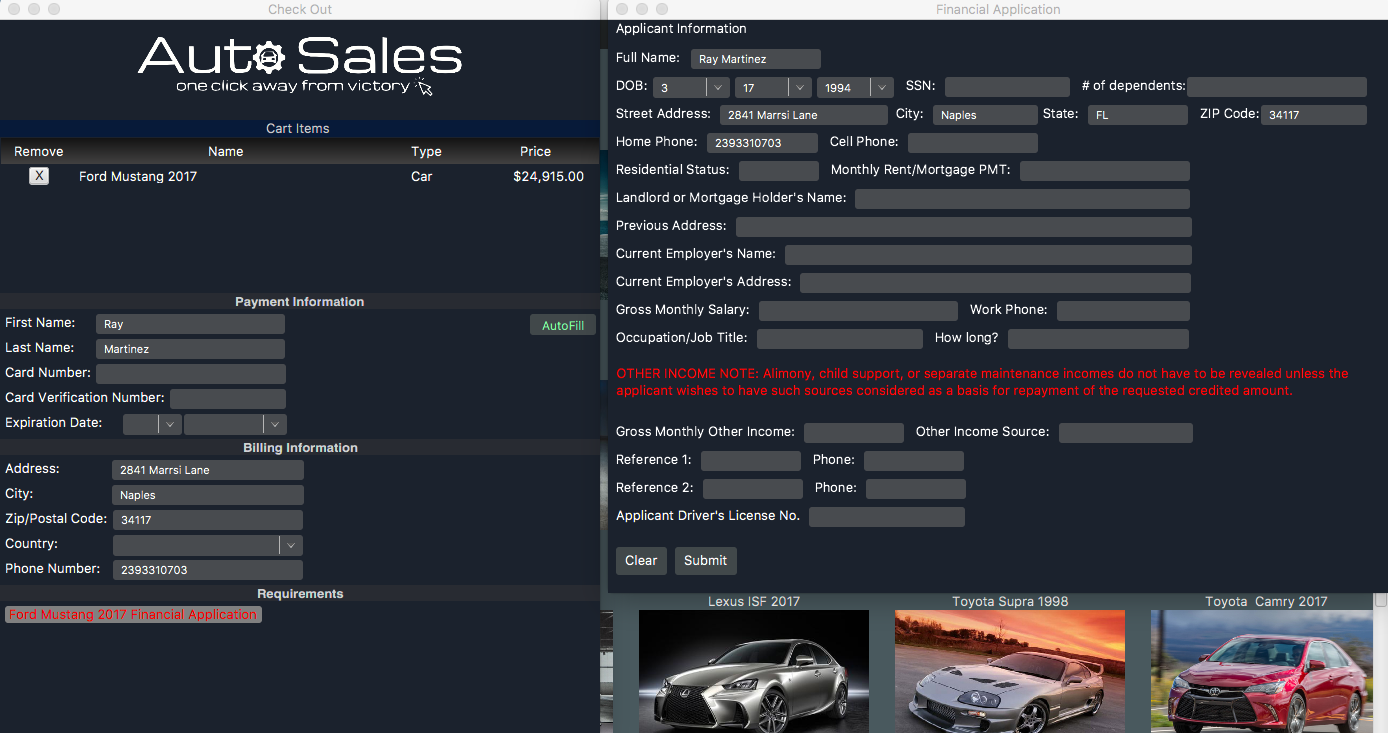 Check Out
Auto Sales
one click away from victory
Cart Items
Remove Name Type Price
X Ford Mustang 2017 Car $24,915.00
Payment Information
First Name: Ray AutoFill
Last Name: Martinez
Card Number:
Card Verification Number:
Expiration Date:
Billing Information
Address: 2841 Marrsi Lane
City: Naples
Zip/Postal Code: 34117
Country:
Phone Number: 2393310703
Requirements
Ford Mustang 2017 Financial Application
Financial Application
Applicant Information
Full Name: Ray Martinez
DOB: 3 17 1994 SSN: # of dependents:
Street Address: 2841 Marrsi Lane City: Naples State: FL ZIP Code: 34117
Home Phone: 2393310703 Cell Phone:
Residential Status: Monthly Rent/Mortgage PMT:
Landlord or Mortgage Holder's Name:
Previous Address:
Current Employer's Name:
Current Employer's Address:
Gross Monthly Salary: Work Phone:
Occupation/Job Title: How long?
OTHER INCOME NOTE: Alimony, child support, or separate maintenance incomes do not have to be revealed unless the
applicant wishes to have such sources considered as a basis for repayment of the requested credited amount.
Gross Monthly Other Income: Other Income Source:
Reference 1: Phone:
Reference 2: Phone:
Applicant Driver's License No.
Clear Submit
Lexus ISF 2017 Toyota Supra 1998 Toyota Camry 2017